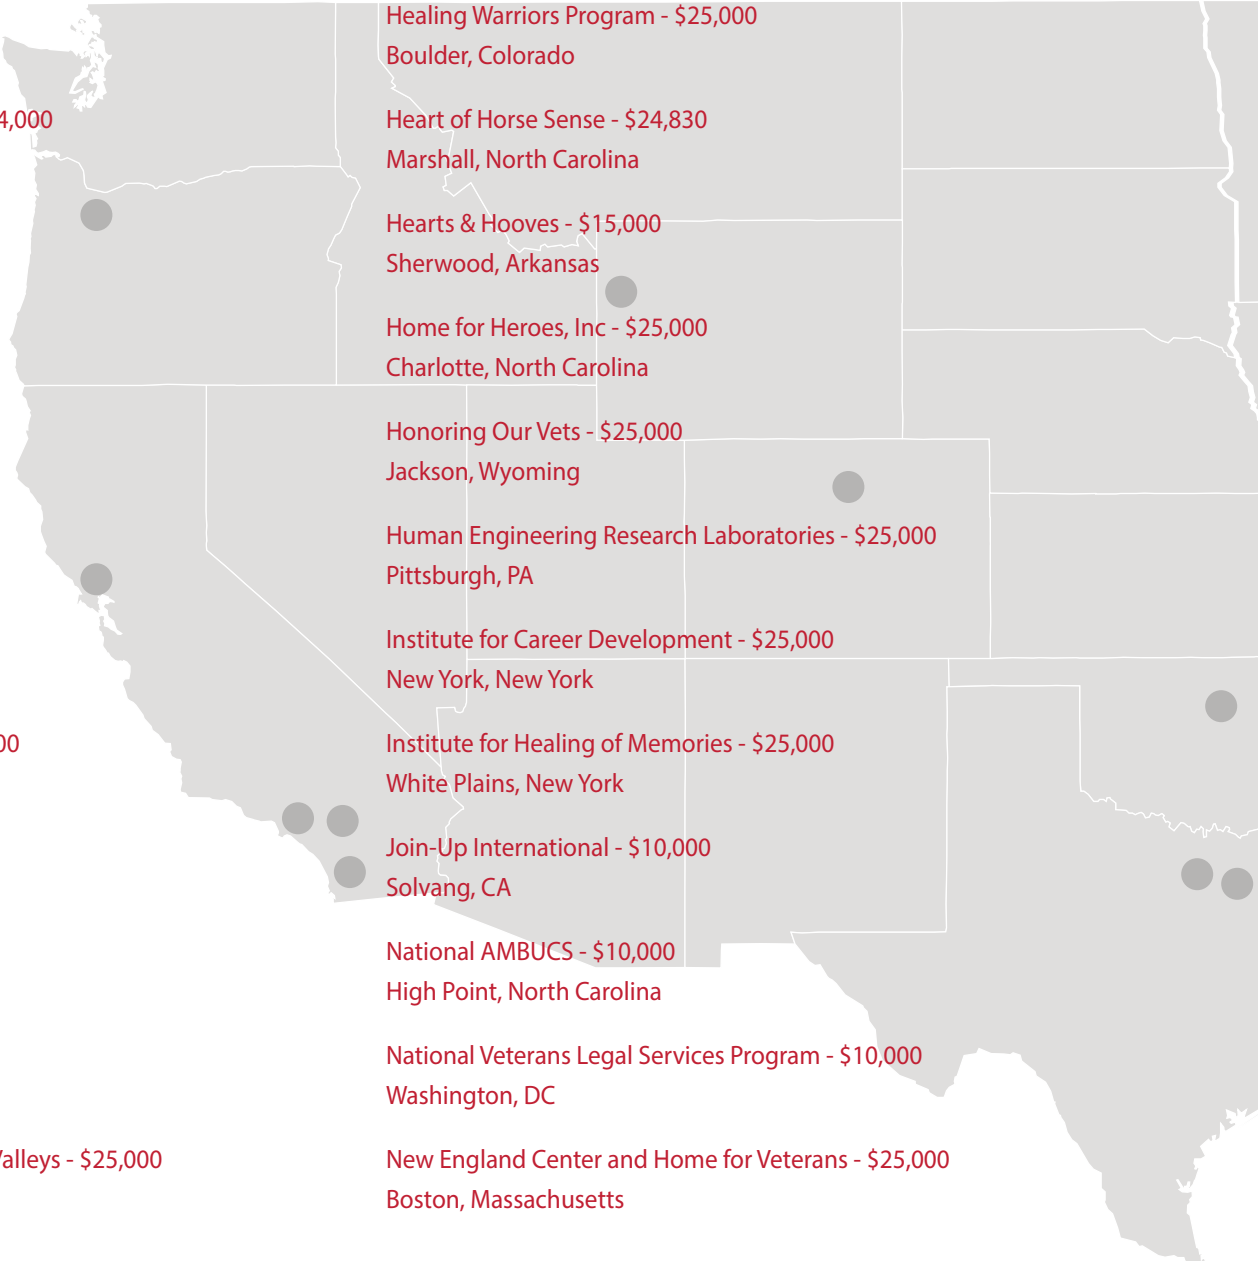 4,000
00
Valleys - $25,000
Healing Warriors Program - $25,000
Boulder, Colorado
Heart of Horse Sense - $24,830
Marshall, North Carolina
Hearts & Hooves - $15,000
Sherwood, Arkansas
Home for Heroes, Inc - $25,000
Charlotte, North Carolina
Honoring Our Vets - $25,000
Jackson, Wyoming
Human Engineering Research Laboratories - $25,000
Pittsburgh, PA
Institute for Career Development - $25,000
New York, New York
Institute for Healing of Memories - $25,000
White Plains, New York
Join-Up International - $10,000
Solvang, CA
National AMBUCS - $10,000
High Point, North Carolina
National Veterans Legal Services Program - $10,000
Washington, DC
New England Center and Home for Veterans - $25,000
Boston, Massachusetts